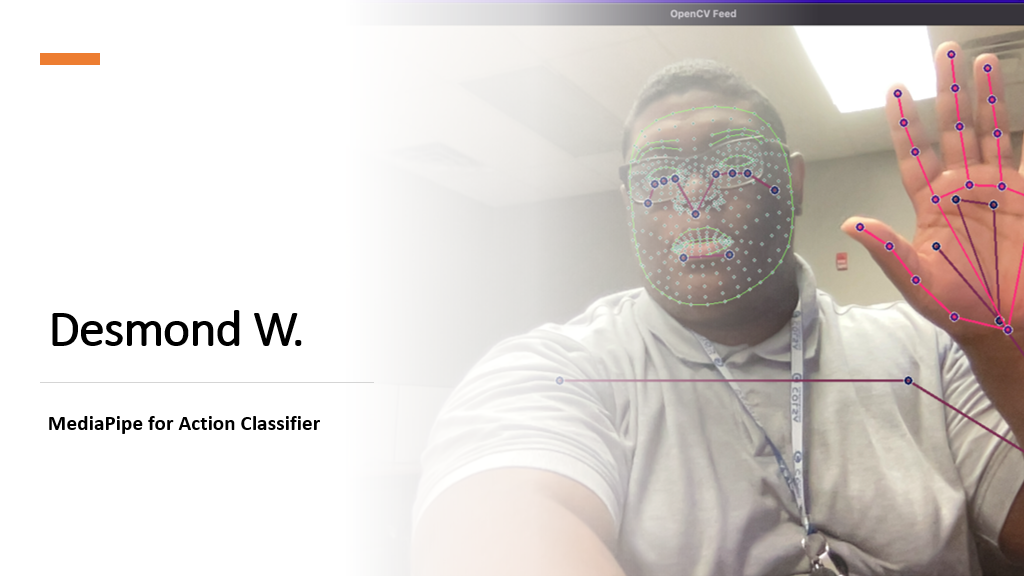 OpenCV Feed
Desmond W.
MediaPipe for Action Classifier